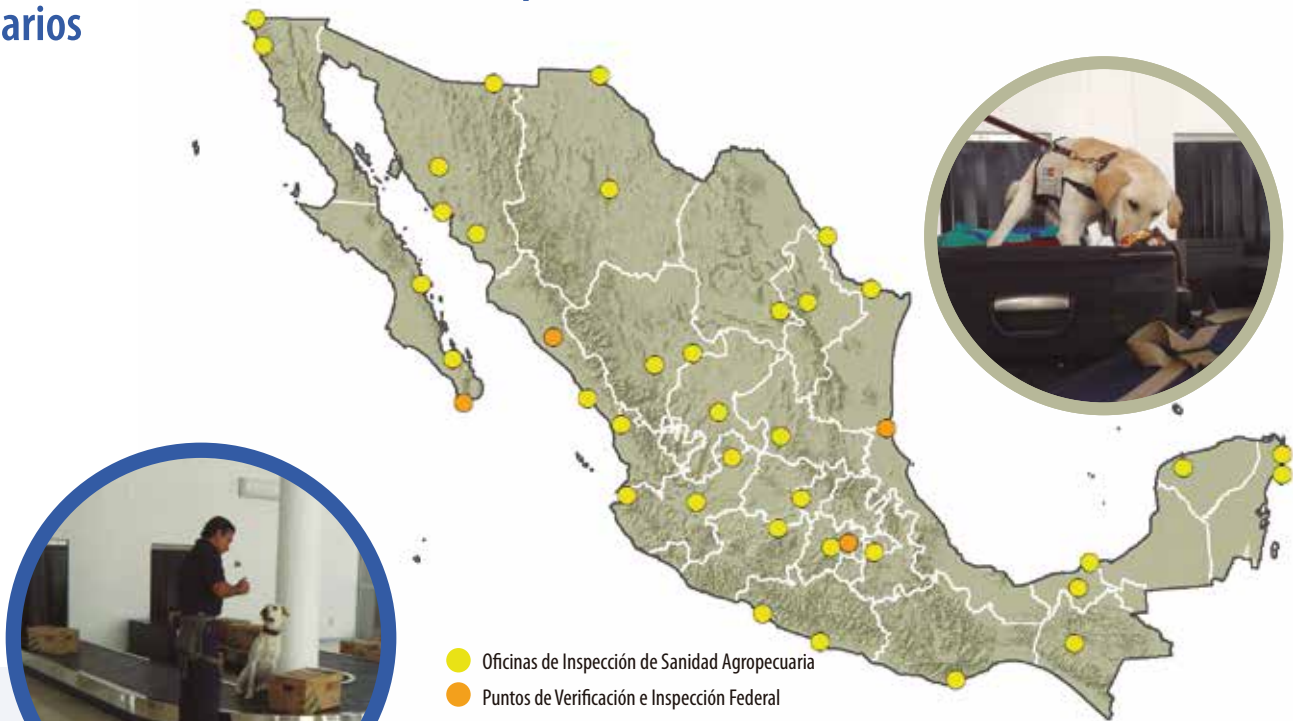 arios
Oficinas de Inspección de Sanidad Agropecuaria
Puntos de Verificación e Inspección Federal